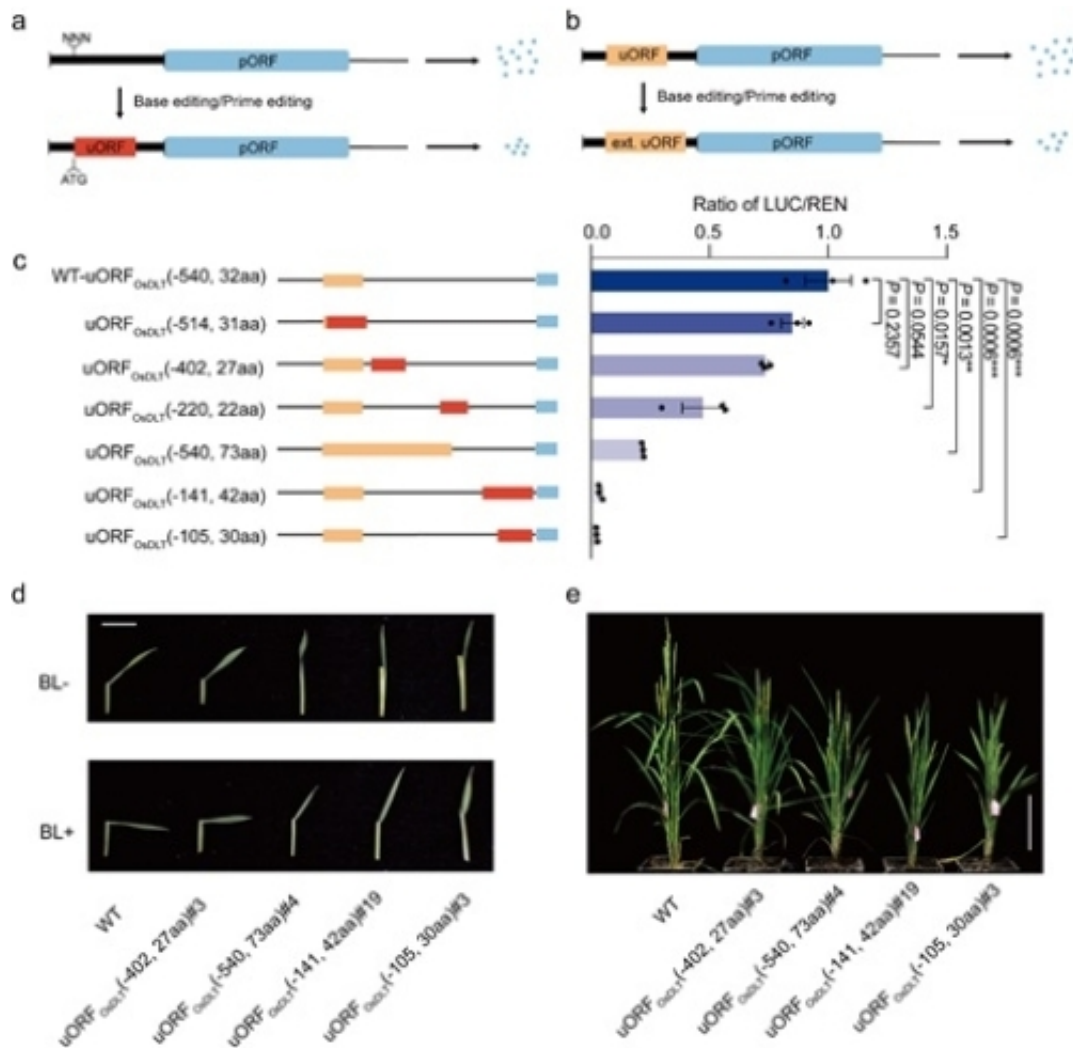 a
NNN
pORF
Base editing/Prime editing
uORF
pORF
ATG
b
uORF
pORF
Base editing/Prime editing
ext. uORF
pORF
c
Ratio of LUC/REN
0.0 0.5 1.0 1.5
WT-uORFOsDLT(-540, 32aa)
uORFOsDLT(-514, 31aa)
uORFOsDLT(-402, 27aa)
uORFOsDLT(-220, 22aa)
uORFOsDLT(-540, 73aa)
uORFOsDLT(-141, 42aa)
uORFOsDLT(-105, 30aa)
P = 0.0006***
P = 0.0006***
P = 0.0013**
P = 0.0157*
P = 0.0544
P = 0.2357
d
BL-
BL+
WT
uORFOsDLT(-402, 27aa)#3
uORFOsDLT(-540, 73aa)#4
uORFOsDLT(-141, 42aa)#19
uORFOsDLT(-105, 30aa)#3
e
WT
uORFOsDLT(-402, 27aa)#3
uORFOsDLT(-540, 73aa)#4
uORFOsDLT(-141, 42aa)#19
uORFOsDLT(-105, 30aa)#3